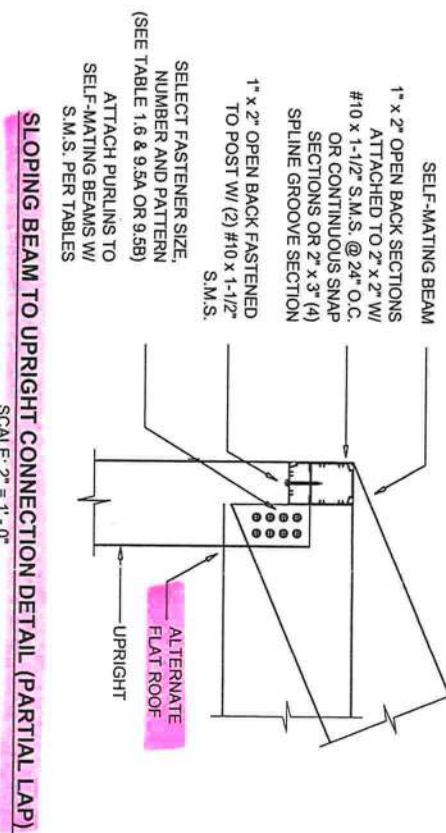 SELF-MATING BEAM
1" x 2" OPEN BACK SECTIONS
ATTACHED TO 2" x 2" W/
#10 x 1-1/2" S.M.S. @ 24" O.C.
OR CONTINUOUS SNAP
SECTIONS OR 2" x 3" (4)
SPLINE GROOVE SECTION
1" x 2" OPEN BACK FASTENED
TO POST W/ (2) #10 x 1-1/2"
S.M.S.
SELECT FASTENER SIZE,
NUMBER AND PATTERN
(SEE TABLE 1.6 & 9.5A OR 9.5B)
ATTACH PURLINS TO
SELF-MATING BEAMS W/
S.M.S. PER TABLES
ALTERNATE
FLAT ROOF
UPRIGHT
SLOPING BEAM TO UPRIGHT CONNECTION DETAIL (PARTIAL LAP)
SCALE: 2" = 1'-0"